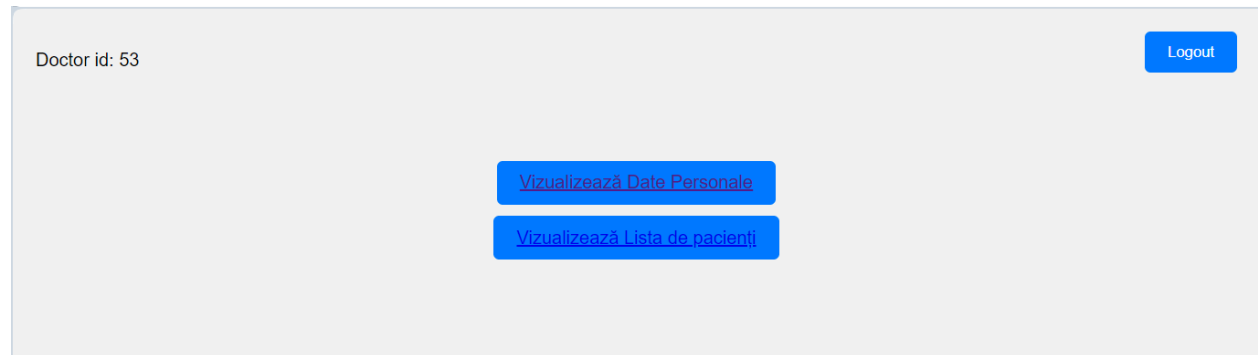 Logout
Doctor id: 53
Vizualizează Date Personale
Vizualizează Lista de pacienți